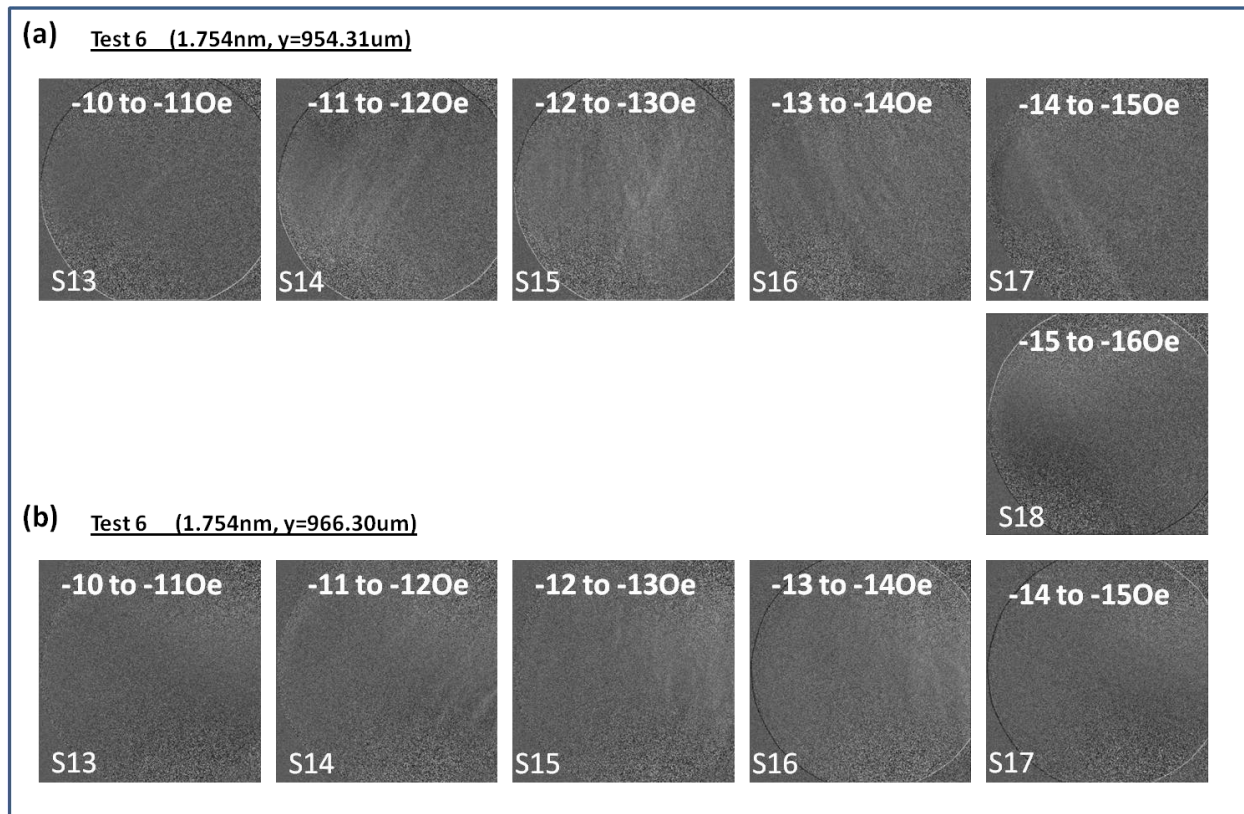 (a) Test 6 (1.754nm, y=954.31um)
-10 to -11Oe
-11 to -12Oe
-12 to -13Oe
-13 to -14Oe
-14 to -15Oe
S13
S14
S15
S16
S17
-15 to -16Oe
S18
(b) Test 6 (1.754nm, y=966.30um)
-10 to -11Oe
-11 to -12Oe
-12 to -13Oe
-13 to -14Oe
-14 to -15Oe
S13
S14
S15
S16
S17